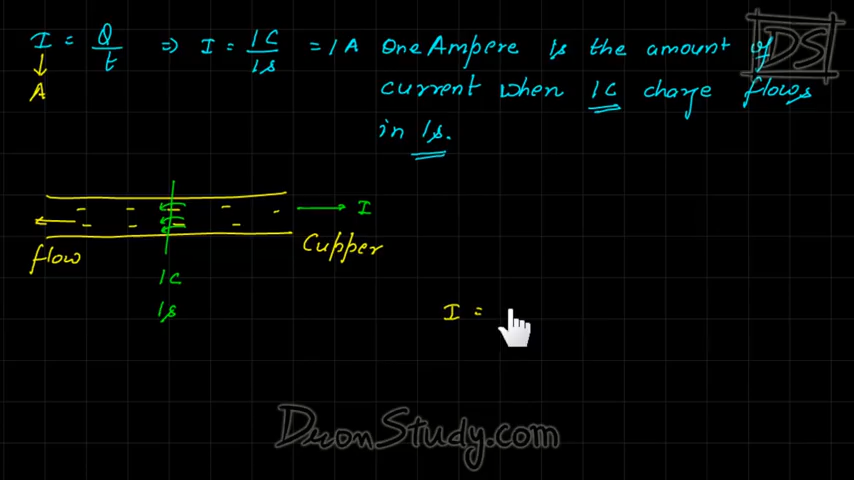 I = Q/t ⇒ I = 1C/1s = 1A One Ampere is the amount of
A current when 1C charge flows
in 1s.
DS
I
flow Cupper
1C
1s
I =
DronStudy.com